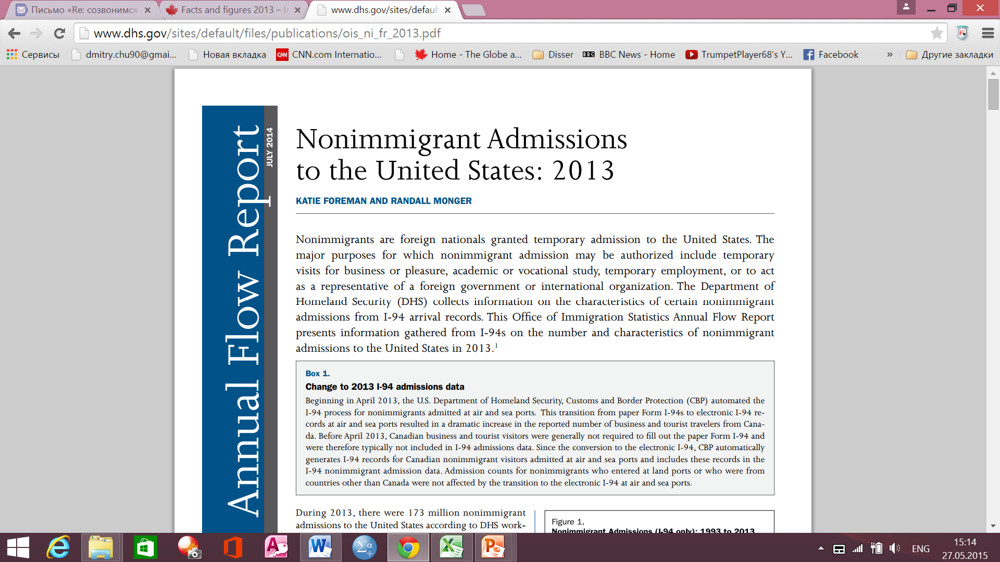 Письмо «Re: созвонимся
Facts and figures 2013 – I
www.dhs.gov/sites/defaul
www.dhs.gov/sites/default/files/publications/ois_ni_fr_2013.pdf
Сервисы dmitry.chu90@gmai... Новая вкладка CNN CNN.com Internatio... Home - The Globe a... Disser BBC BBC News - Home TrumpetPlayer68's Y... Facebook » Другие закладки
Annual Flow Report
JULY 2014
Nonimmigrant Admissions
to the United States: 2013
KATIE FOREMAN AND RANDALL MONGER
Nonimmigrants are foreign nationals granted temporary admission to the United States. The
major purposes for which nonimmigrant admission may be authorized include temporary
visits for business or pleasure, academic or vocational study, temporary employment, or to act
as a representative of a foreign government or international organization. The Department of
Homeland Security (DHS) collects information on the characteristics of certain nonimmigrant
admissions from I-94 arrival records. This Office of Immigration Statistics Annual Flow Report
presents information gathered from I-94s on the number and characteristics of nonimmigrant
admissions to the United States in 2013.1
Box 1.
Change to 2013 I-94 admissions data
Beginning in April 2013, the U.S. Department of Homeland Security, Customs and Border Protection (CBP) automated the
I-94 process for nonimmigrants admitted at air and sea ports. This transition from paper Form I-94s to electronic I-94 re-
cords at air and sea ports resulted in a dramatic increase in the reported number of business and tourist travelers from Cana-
da. Before April 2013, Canadian business and tourist visitors were generally not required to fill out the paper Form I-94 and
were therefore typically not included in I-94 admissions data. Since the conversion to the electronic I-94, CBP automatically
generates I-94 records for Canadian nonimmigrant visitors admitted at air and sea ports and includes these records in the
I-94 nonimmigrant admission data. Admission counts for nonimmigrants who entered at land ports or who were from
countries other than Canada were not affected by the transition to the electronic I-94 at air and sea ports.
During 2013, there were 173 million nonimmigrant
admissions to the United States according to DHS work-
Figure 1.
Nonimmigrant Admissions (I-94 only): 1993 to 2013
ENG
15:14
27.05.2015